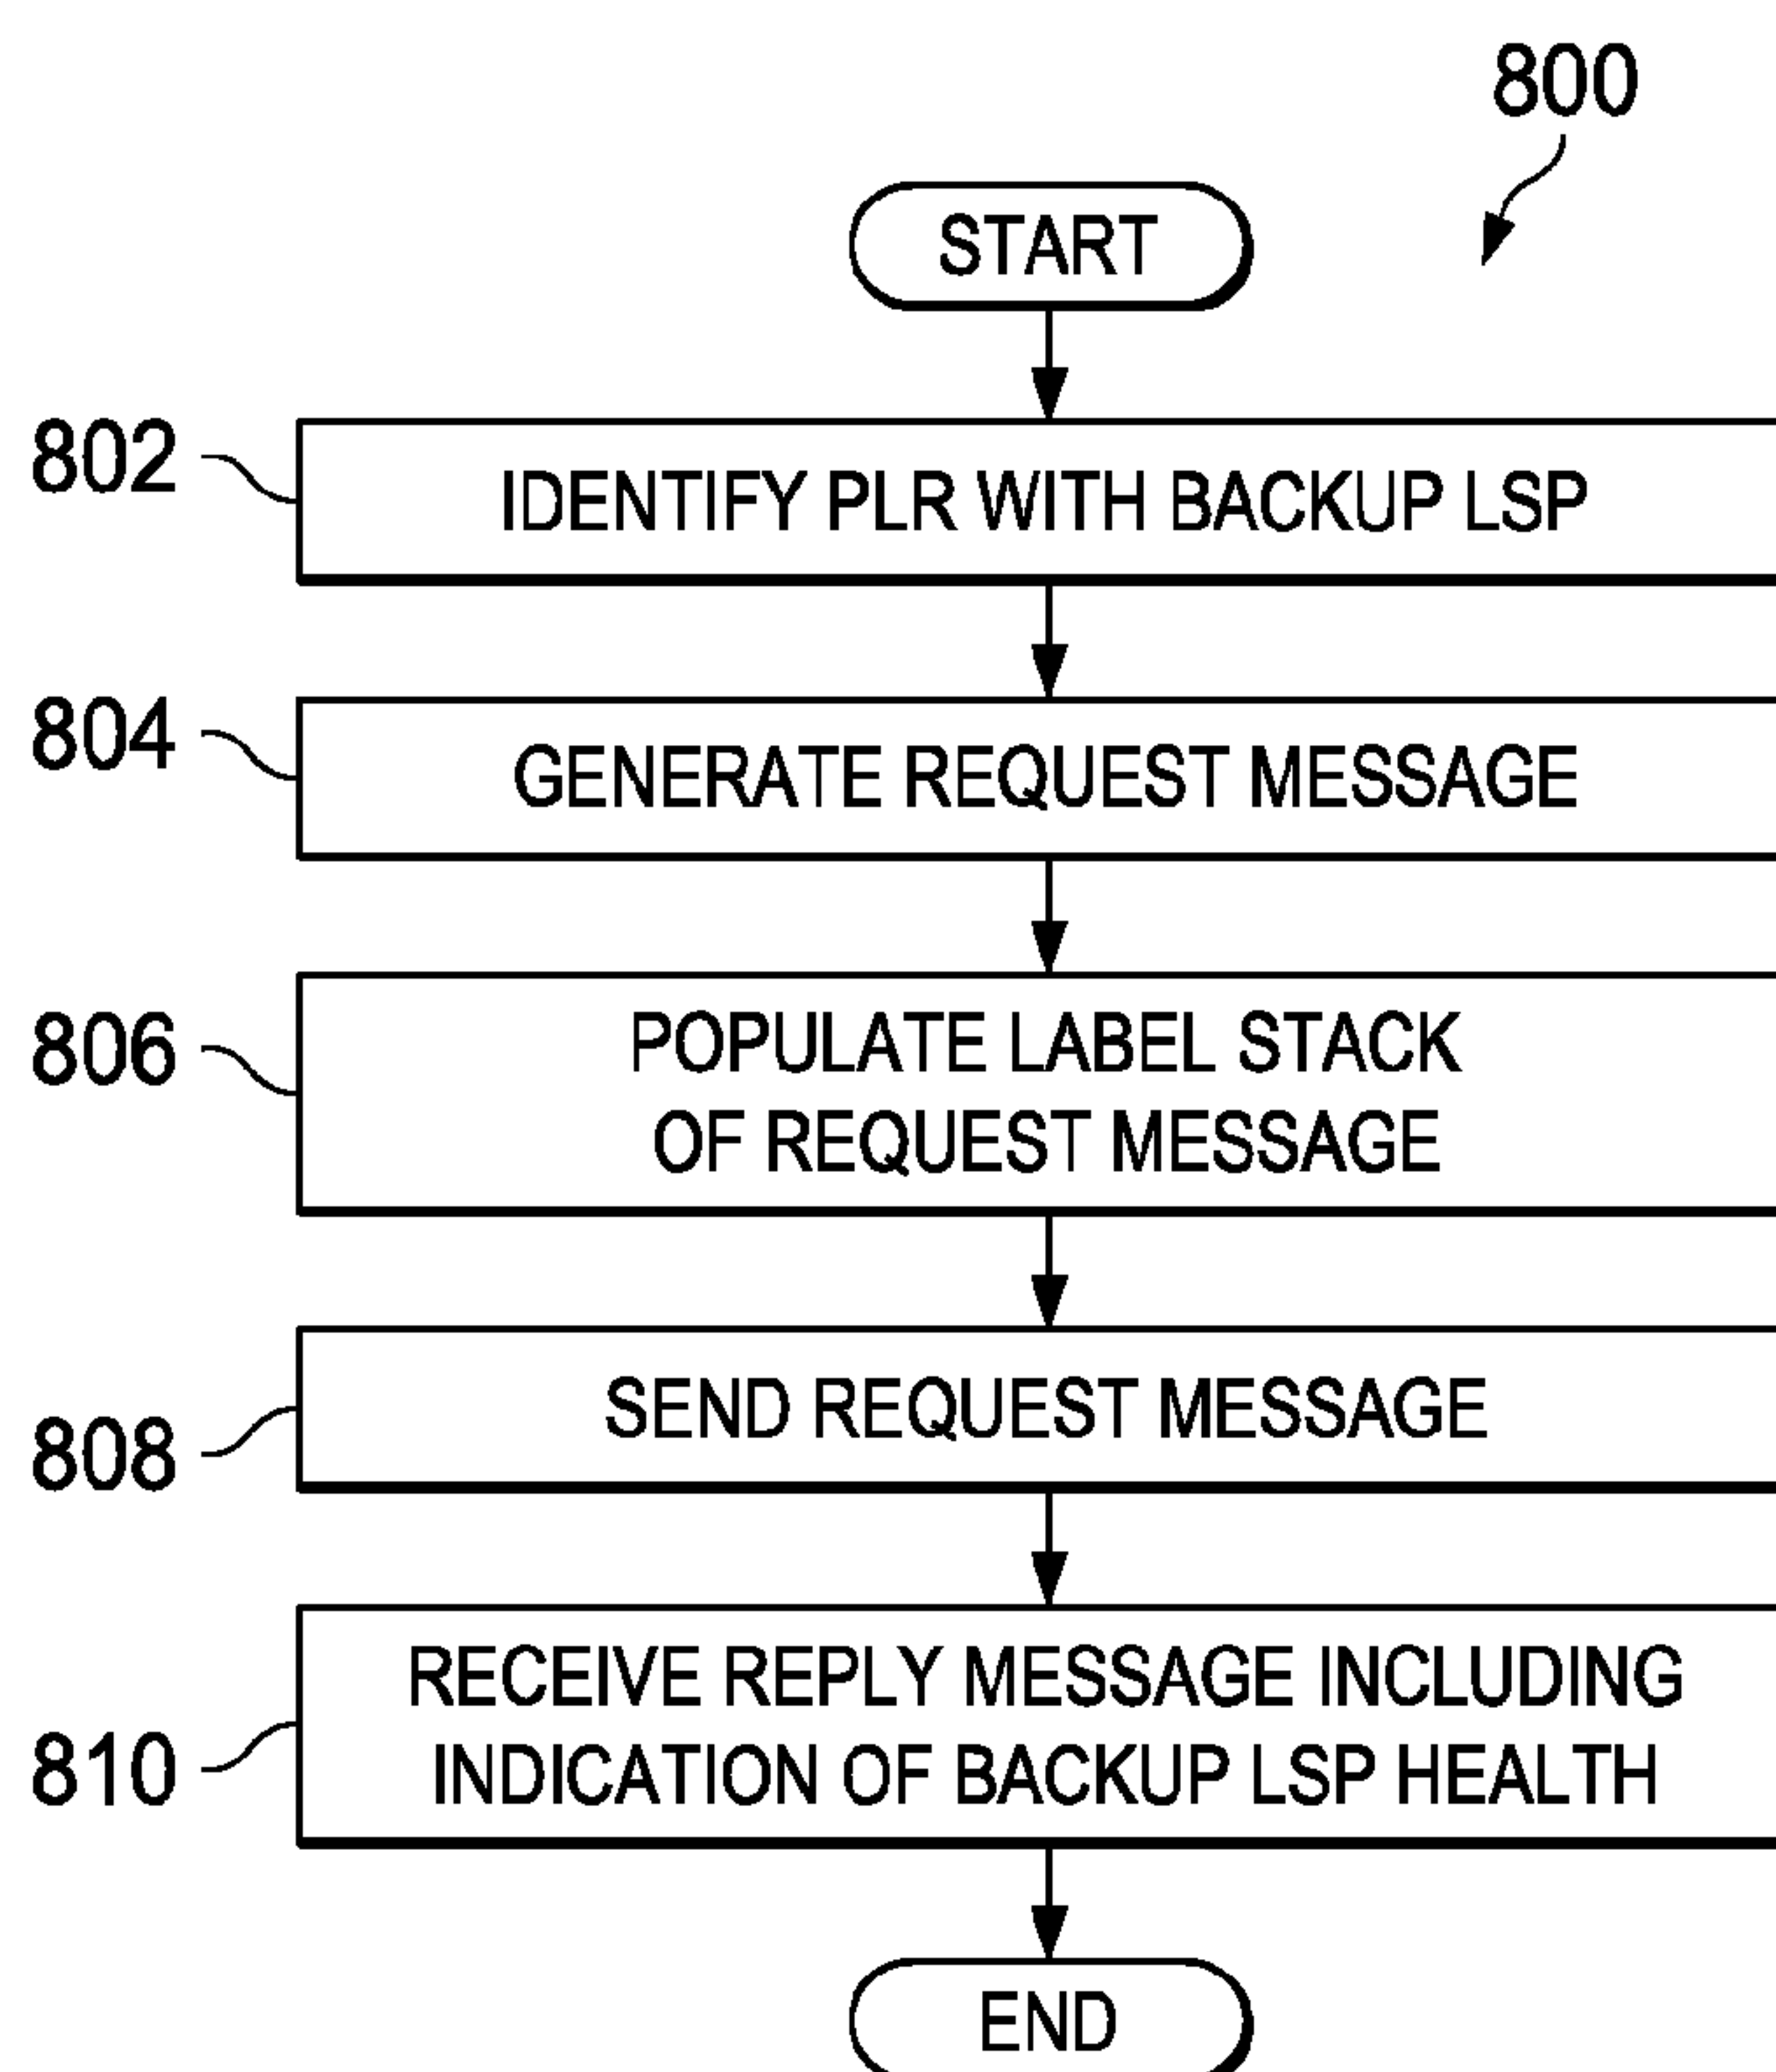 800
START
802
IDENTIFY PLR WITH BACKUP LSP
804
GENERATE REQUEST MESSAGE
806
POPULATE LABEL STACK
OF REQUEST MESSAGE
808
SEND REQUEST MESSAGE
810
RECEIVE REPLY MESSAGE INCLUDING
INDICATION OF BACKUP LSP HEALTH
END